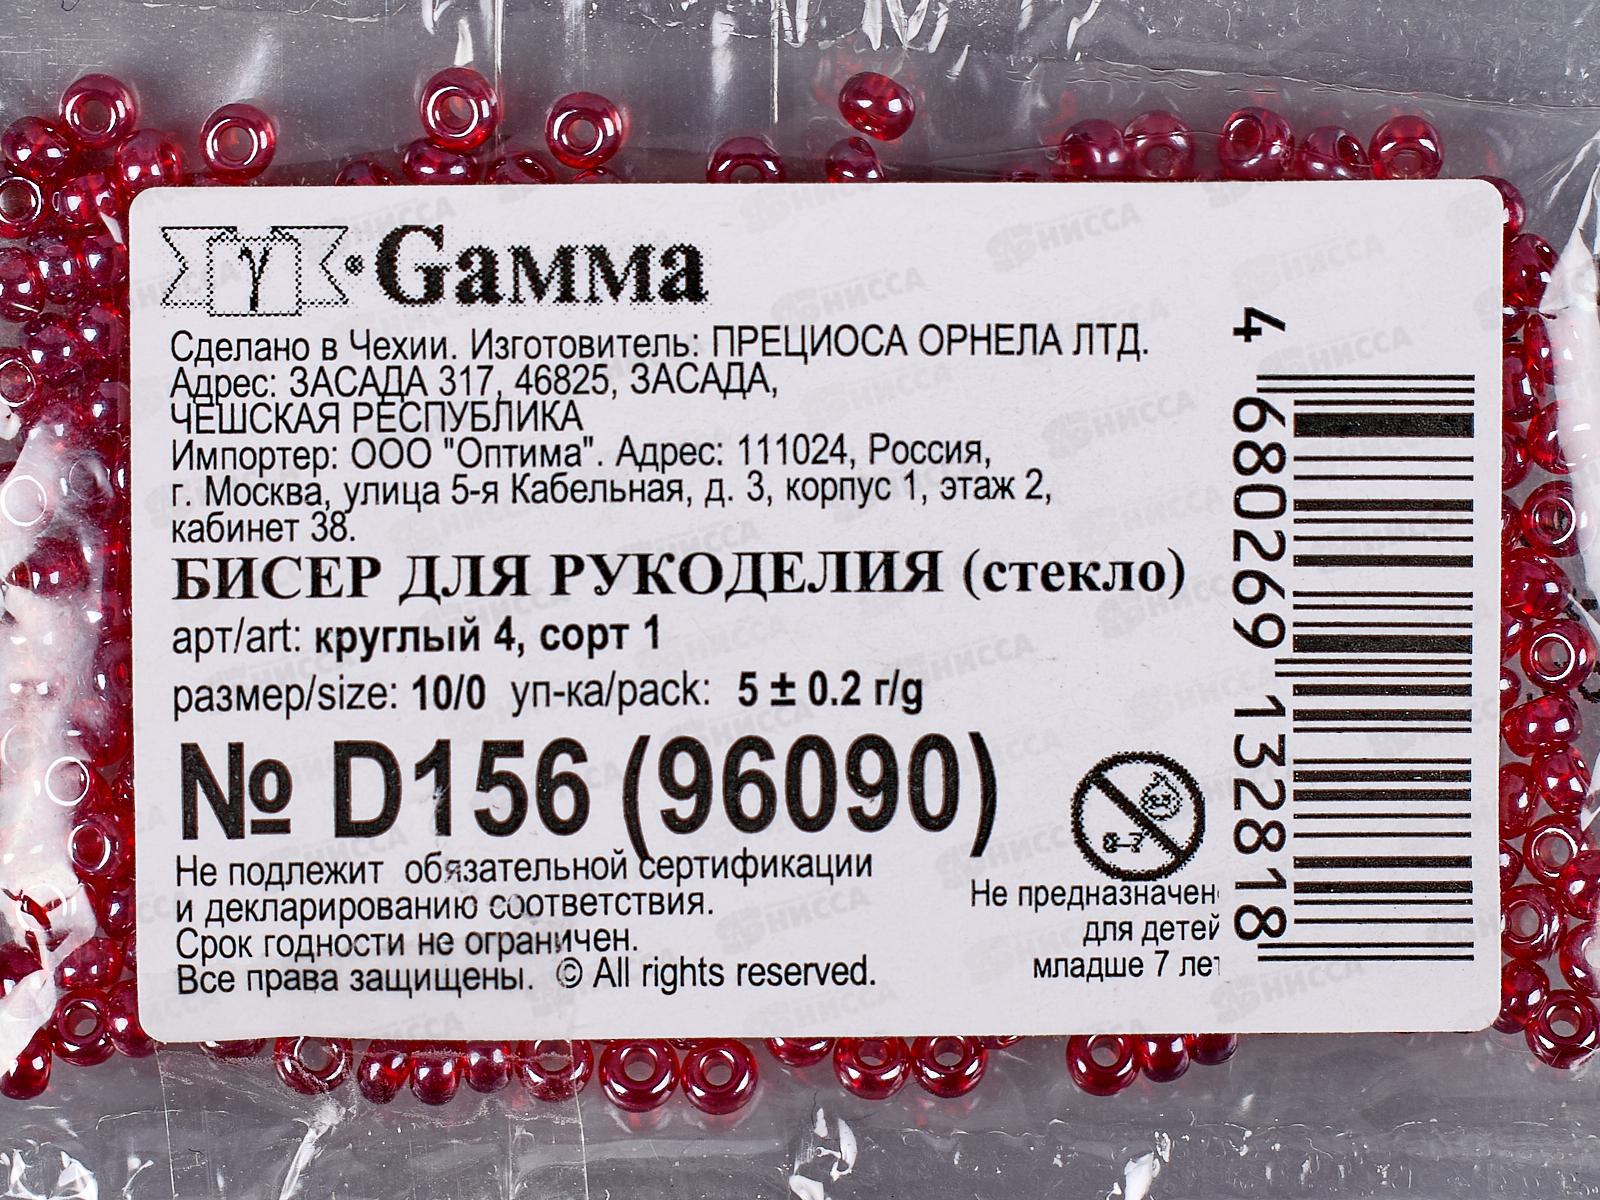 γ ® Gамма
Сделано в Чехии. Изготовитель: ПРЕЦИОСА ОРНЕЛА ЛТД.
Адрес: ЗАСАДА 317, 46825, ЗАСАДА,
ЧЕШСКАЯ РЕСПУБЛИКА
Импортер: ООО "Оптима". Адрес: 111024, Россия,
г. Москва, улица 5-я Кабельная, д. 3, корпус 1, этаж 2,
кабинет 38.
БИСЕР ДЛЯ РУКОДЕЛИЯ (стекло)
арт/art: круглый 4, сорт 1
размер/size: 10/0 уп-ка/pack: 5 ± 0.2 г/g
№ D156 (96090)
Не подлежит обязательной сертификации
и декларированию соответствия.
Срок годности не ограничен.
Все права защищены. © All rights reserved.
0-3
Не предназначен
для детей
младше 7 лет
4 680269 132818
НИССА